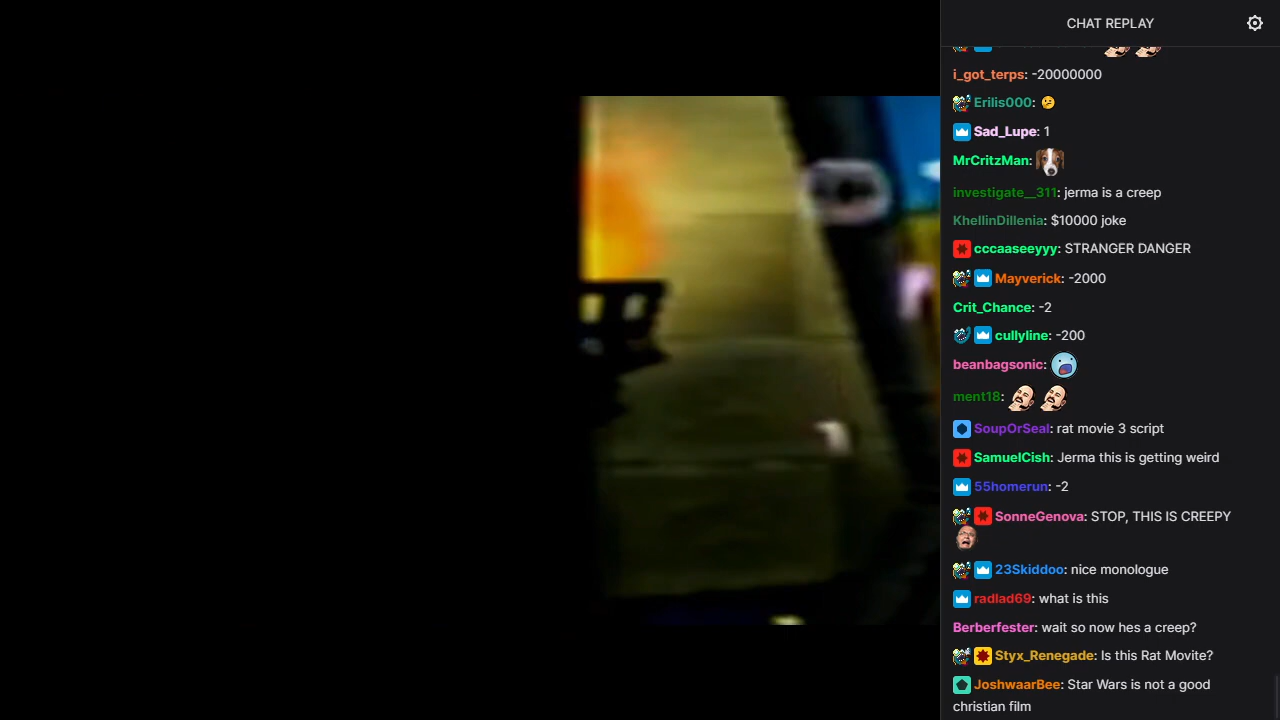 CHAT REPLAY
i_got_terps: -20000000
Erilis000:
Sad_Lupe: 1
MrCritzMan:
investigate__311: jerma is a creep
KhellinDillenia: $10000 joke
cccaaseeyyy: STRANGER DANGER
Mayverick: -2000
Crit_Chance: -2
cullyline: -200
beanbagsonic:
ment18:
SoupOrSeal: rat movie 3 script
SamuelCish: Jerma this is getting weird
55homerun: -2
SonneGenova: STOP, THIS IS CREEPY
23Skiddoo: nice monologue
radlad69: what is this
Berberfester: wait so now hes a creep?
Styx_Renegade: Is this Rat Movite?
JoshwaarBee: Star Wars is not a good
christian film